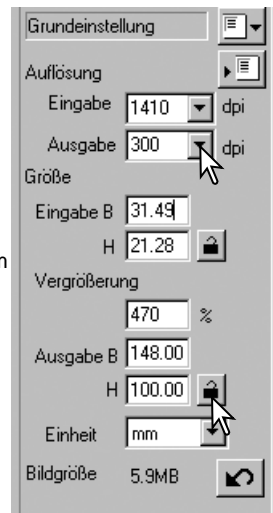 Grundeinstellung
Auflösung
Eingabe 1410 dpi
Ausgabe 300 dpi
Größe
Eingabe B 31.49
H 21.28
Vergrößerung
470 %
Ausgabe B 148.00
H 100.00
Einheit mm
Bildgröße 5.9MB